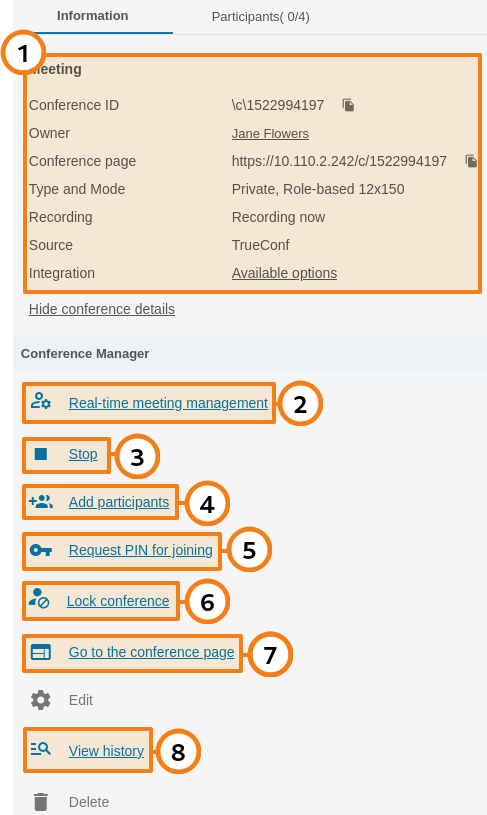 Information Participants( 0/4)
1
Meeting
Conference ID \c\1522994197
Owner Jane Flowers
Conference page https://10.110.2.242/c/1522994197
Type and Mode Private, Role-based 12x150
Recording Recording now
Source TrueConf
Integration Available options
Hide conference details
Conference Manager
Real-time meeting management 2
Stop 3
Add participants 4
Request PIN for joining 5
Lock conference 6
Go to the conference page 7
Edit
View history 8
Delete